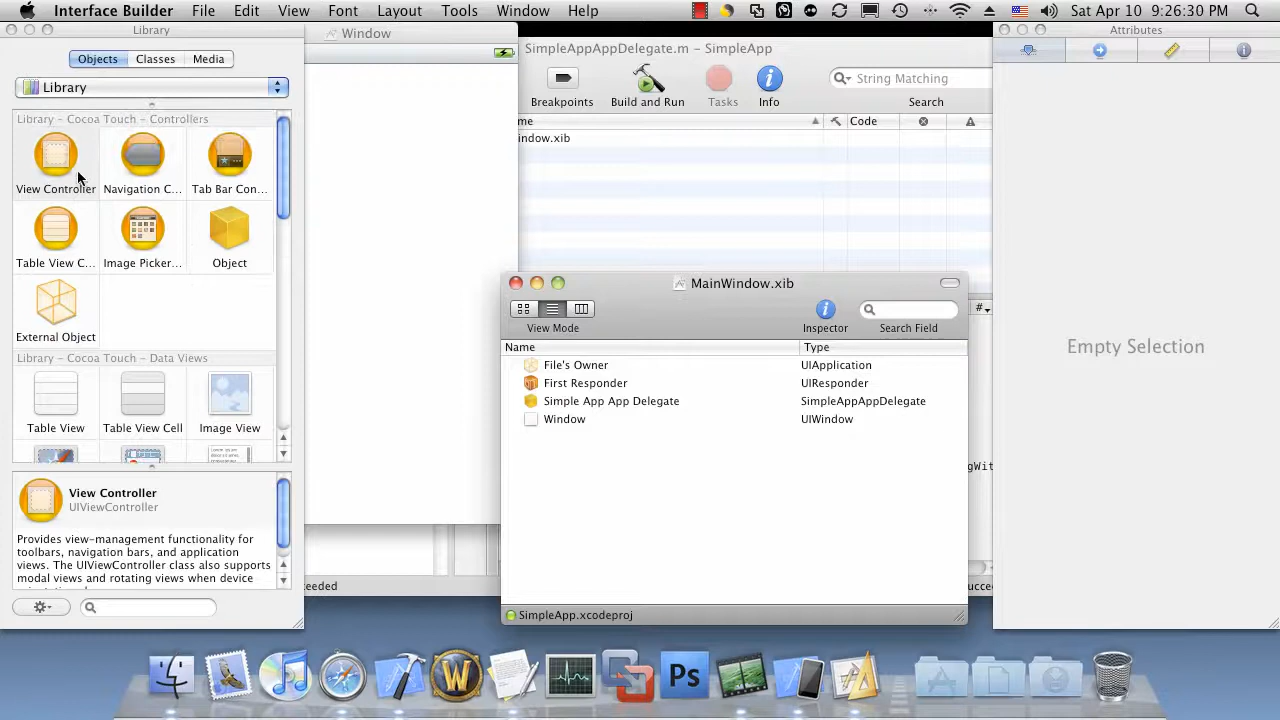 Interface Builder File Edit View Font Layout Tools Window Help Sat Apr 10 9:26:30 PM
Library
Objects Classes Media
Library
Library – Cocoa Touch – Controllers
View Controller Navigation C... Tab Bar Con...
Table View C... Image Picker... Object
External Object
Library – Cocoa Touch – Data Views
Table View Table View Cell Image View
View Controller
UIViewController
Provides view-management functionality for
toolbars, navigation bars, and application
views. The UIViewController class also supports
modal views and rotating views when device
Window
SimpleAppAppDelegate.m – SimpleApp
Breakpoints Build and Run Tasks Info
String Matching
Search
me Code
indow.xib
#
MainWindow.xib
View Mode Inspector Search Field
Name Type
File's Owner UIApplication
First Responder UIResponder
Simple App App Delegate SimpleAppAppDelegate
Window UIWindow
SimpleApp.xcodeproj
gWit
eeded
ucce
Attributes
Empty Selection
W
Ps